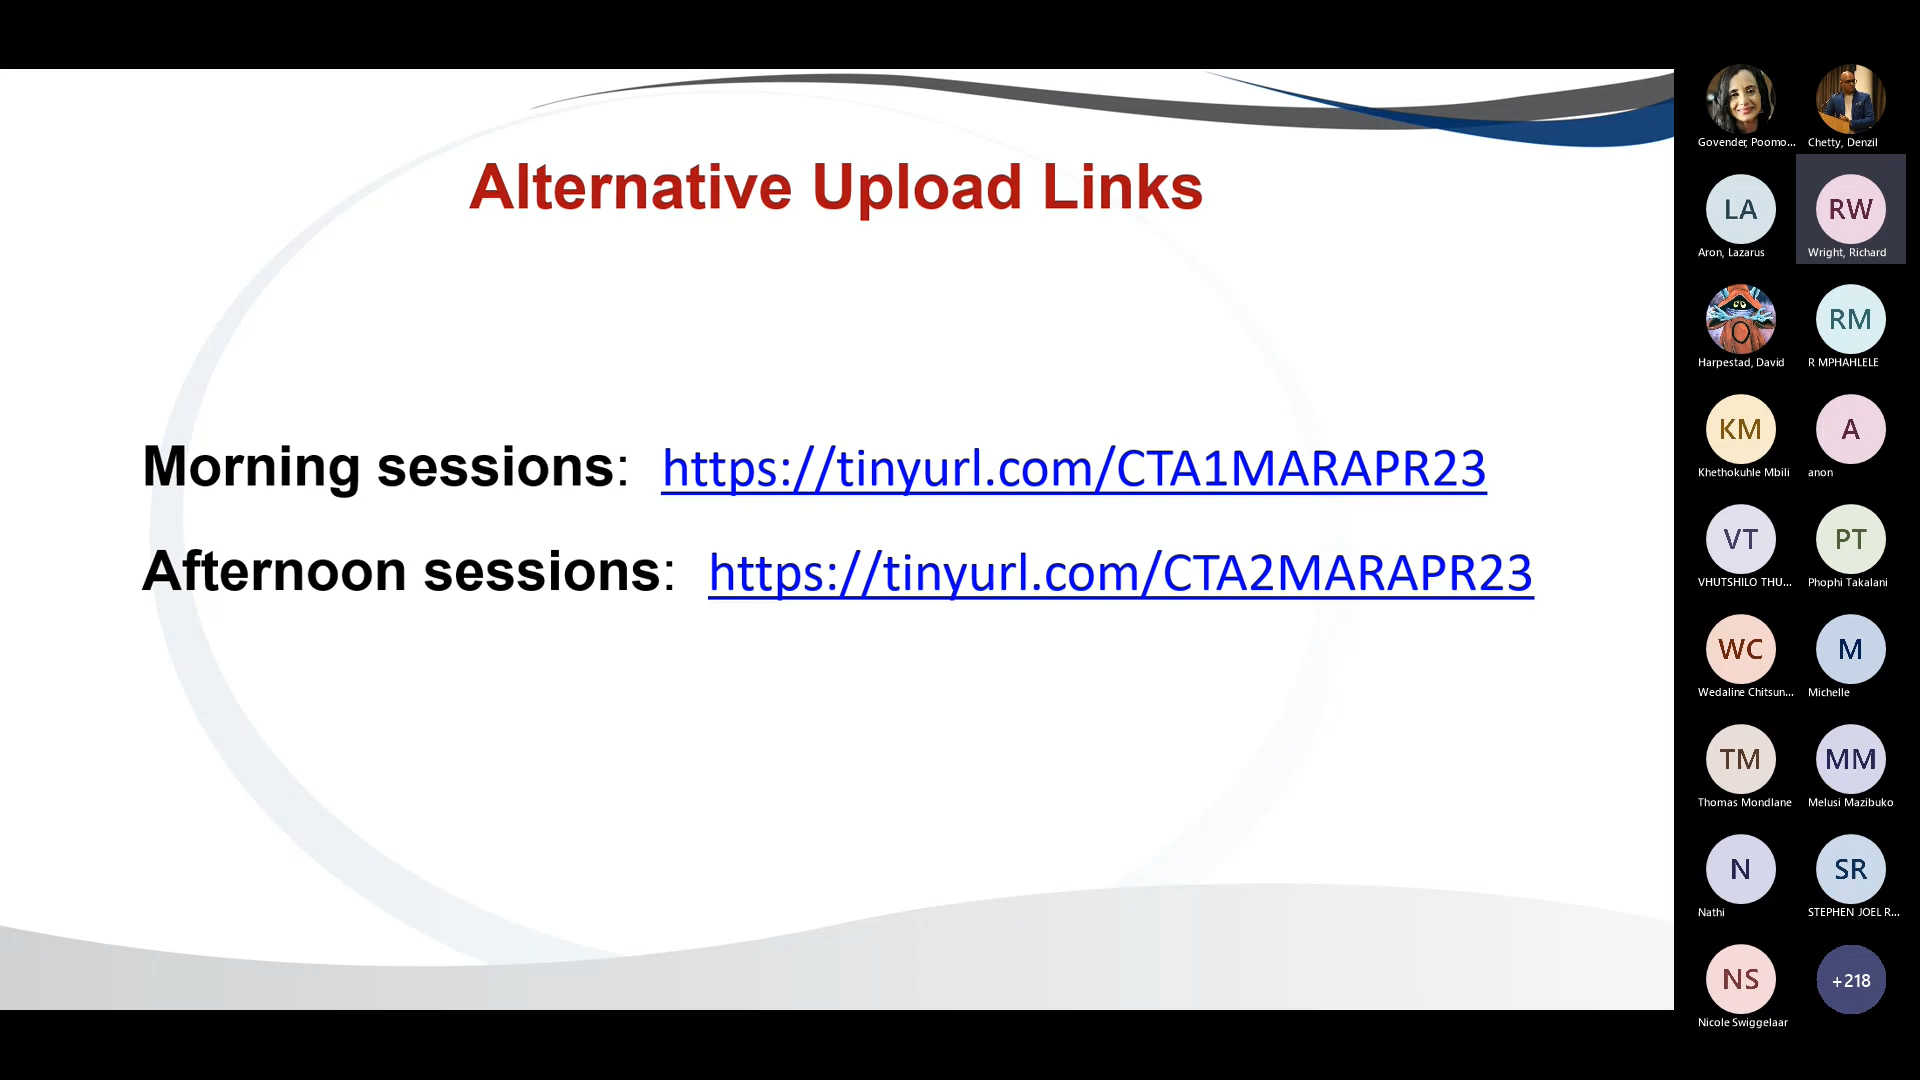 Alternative Upload Links
Morning sessions: https://tinyurl.com/CTA1MARAPR23
Afternoon sessions: https://tinyurl.com/CTA2MARAPR23
Govender, Poomo...
Chetty, Denzil
LA
Aron, Lazarus
RW
Wright, Richard
Harpestad, David
RM
R MPHAHLELE
KM
Khethokuhle Mbili
A
anon
VT
VHUTSHILO THU...
PT
Phophi Takalani
WC
Wedaline Chitsun...
M
Michelle
TM
Thomas Mondlane
MM
Melusi Mazibuko
N
Nathi
SR
STEPHEN JOEL R...
NS
Nicole Swiggelaar
+218